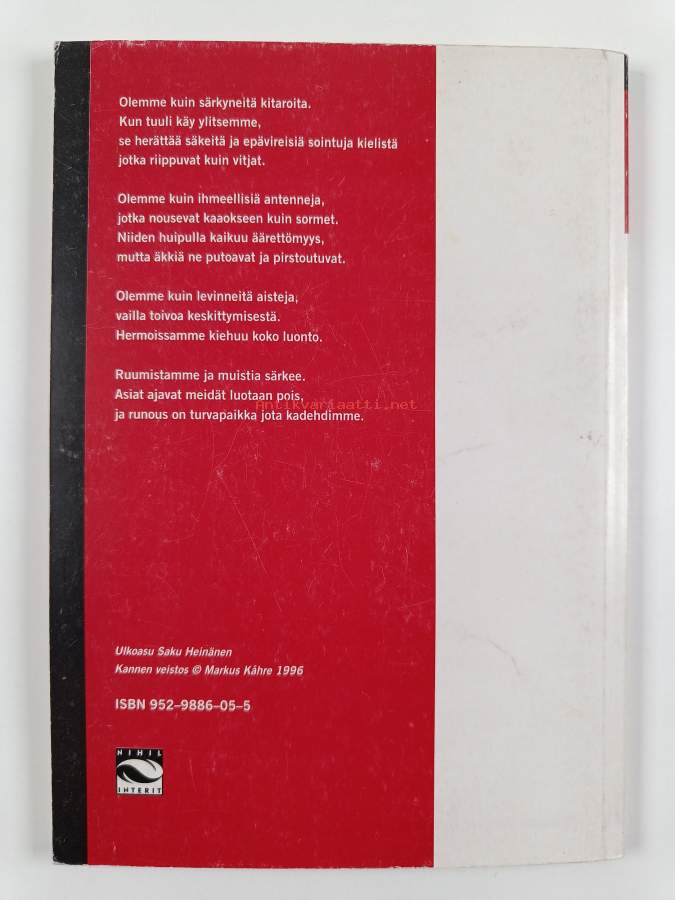 Olemme kuin särkyneitä kitaroita.
Kun tuuli käy ylitsemme,
se herättää säkeitä ja epävireisiä sointuja kielistä
jotka riippuvat kuin vitjat.
Olemme kuin ihmeellisiä antenneja,
jotka nousevat kaaokseen kuin sormet.
Niiden huipulla kaikuu äärettömyys,
mutta äkkiä ne putoavat ja pirstoutuvat.
Olemme kuin levinneitä aisteja,
vailla toivoa keskittymisestä.
Hermoissamme kiehuu koko luonto.
Ruumistamme ja muistia särkee.
Asiat ajavat meidät luotaan pois,
Antikvariaatti.net
ja runous on turvapaikka jota kadehdimme.
Ulkoasu Saku Heinänen
Kannen veistos © Markus Kåhre 1996
ISBN 952–9886–05–5
NIHIL
INTERIT